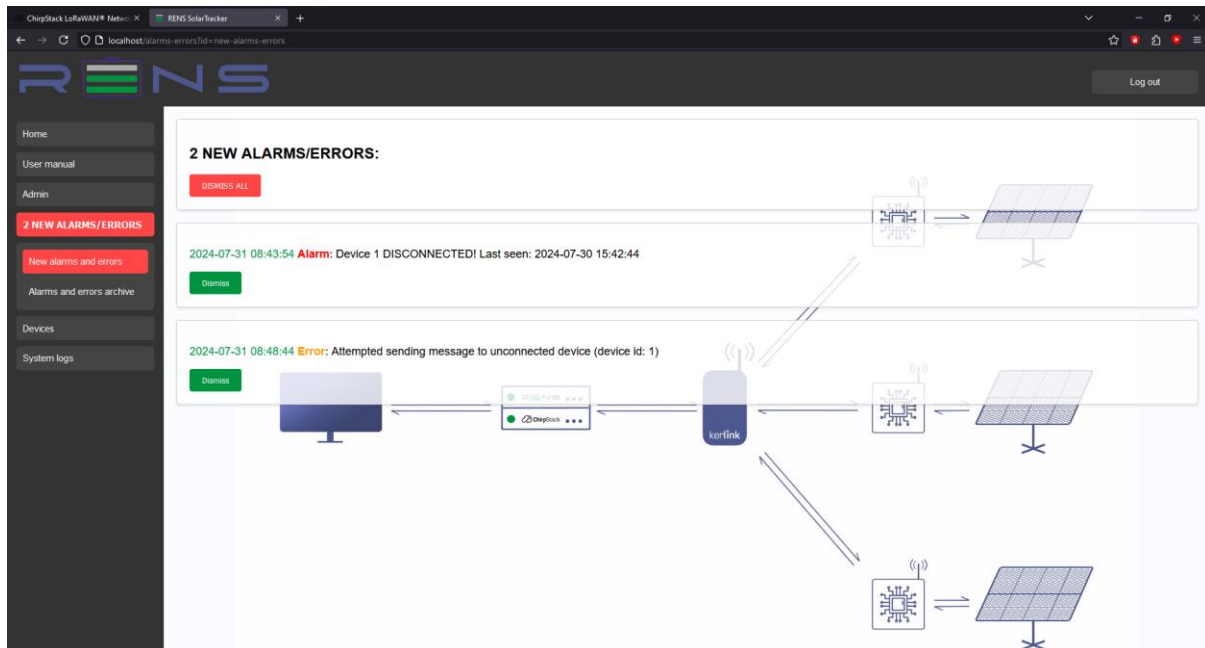 ChirpStack LoRaWAN® Networ
RENS SolarTracker
localhost/alarms-errors?id=new-alarms-errors
RENS
Log out
Home
User manual
Admin
2 NEW ALARMS/ERRORS
New alarms and errors
Alarms and errors archive
Devices
System logs
2 NEW ALARMS/ERRORS:
DISMISS ALL
2024-07-31 08:43:54 Alarm: Device 1 DISCONNECTED! Last seen: 2024-07-30 15:42:44
Dismiss
2024-07-31 08:48:44 Error: Attempted sending message to unconnected device (device id: 1)
Dismiss
RENS
ChirpStack
kerlink